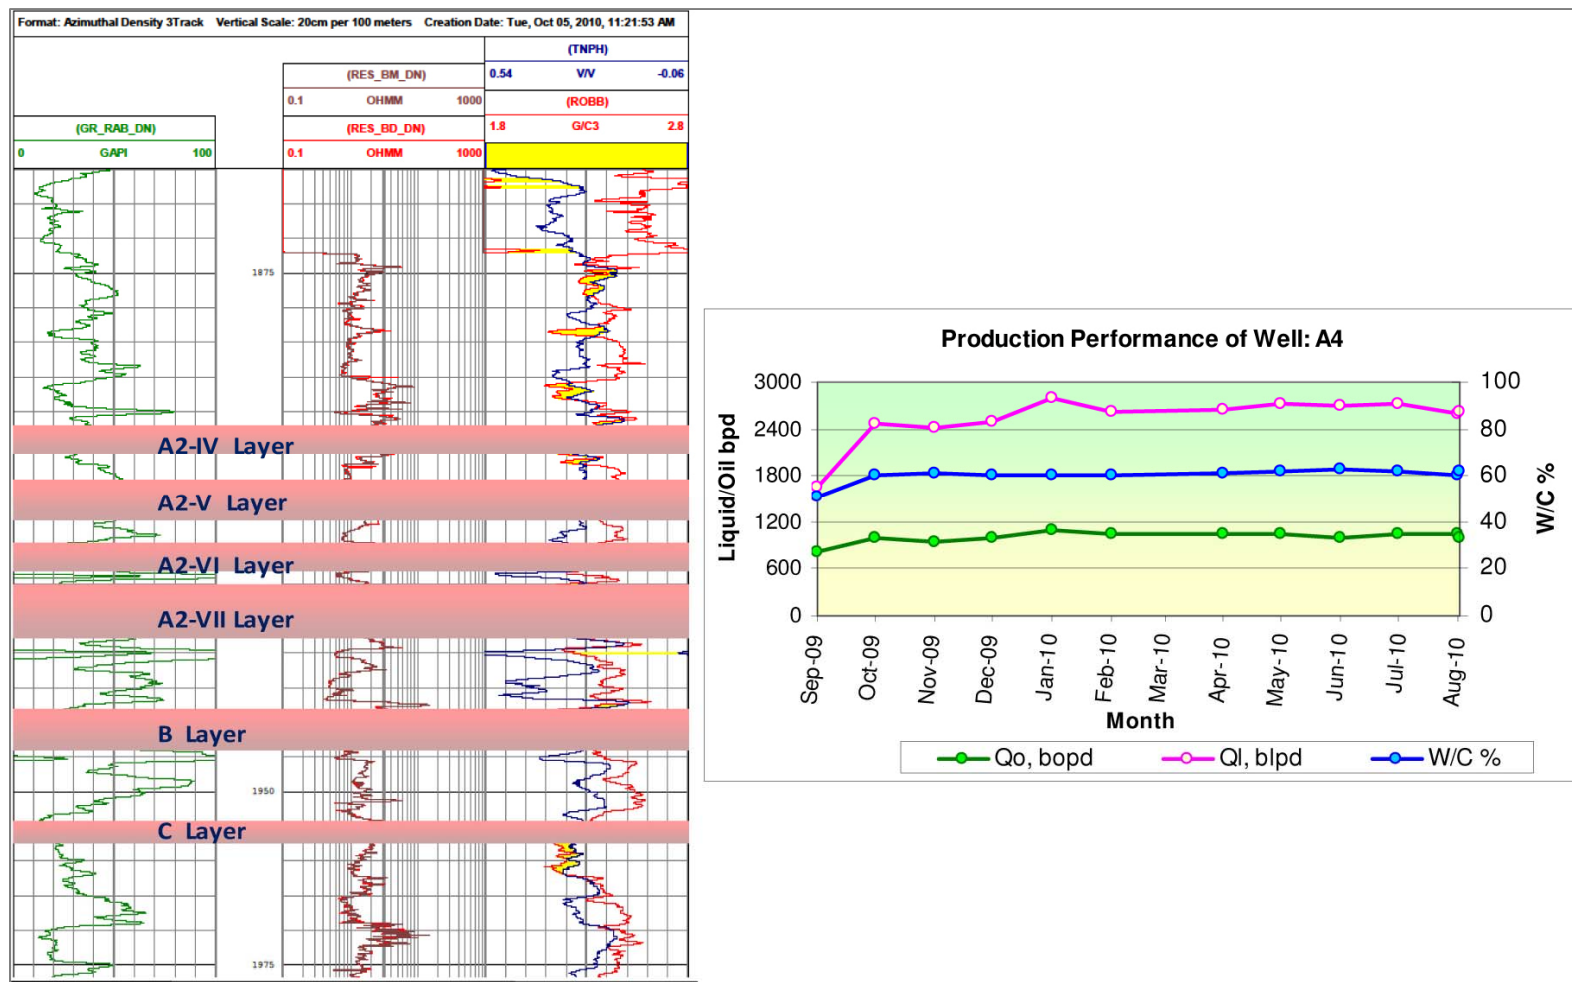 Format: Azimuthal Density 3Track Vertical Scale: 20cm per 100 meters Creation Date: Tue, Oct 05, 2010, 11:21:53 AM
(TNPH)
0.54 V/V -0.06
(RES_BM_DN)
0.1 OHMM 1000
(ROBB)
1.8 G/C3 2.8
(GR_RAB_DN)
0 GAPI 100
(RES_BD_DN)
0.1 OHMM 1000
1875
A2-IV Layer
A2-V Layer
A2-VI Layer
A2-VII Layer
B Layer
1950
C Layer
1975
Production Performance of Well: A4
Liquid/Oil bpd
3000
2400
1800
1200
600
0
100
80
60
40
20
0
W/C %
Sep-09
Oct-09
Nov-09
Dec-09
Jan-10
Feb-10
Mar-10
Apr-10
May-10
Jun-10
Jul-10
Aug-10
Month
Qo, bopd
Ql, blpd
W/C %